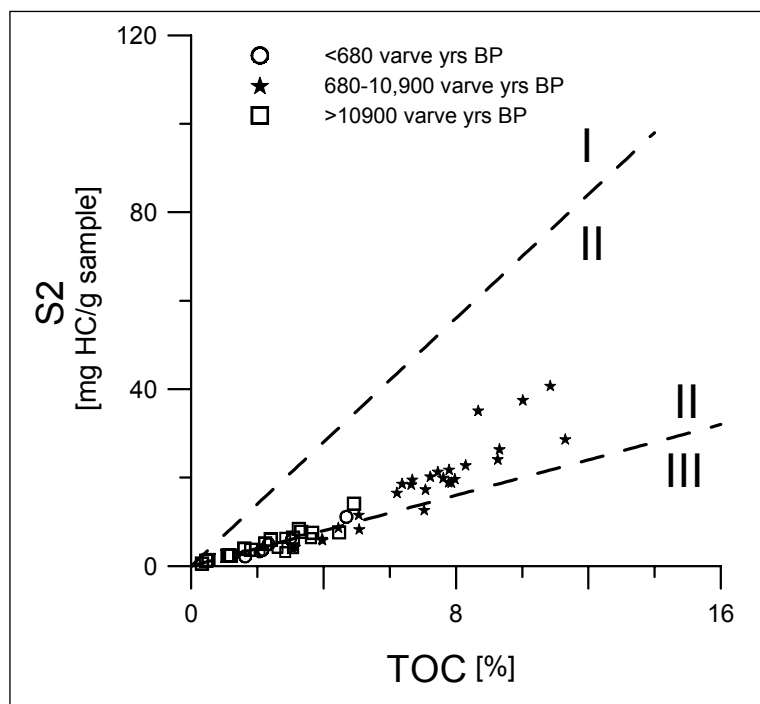 120
<680 varve yrs BP
680-10,900 varve yrs BP
>10900 varve yrs BP
I
80
II
S2
[mg HC/g sample]
40
II
III
0
0 8 16
TOC [%]